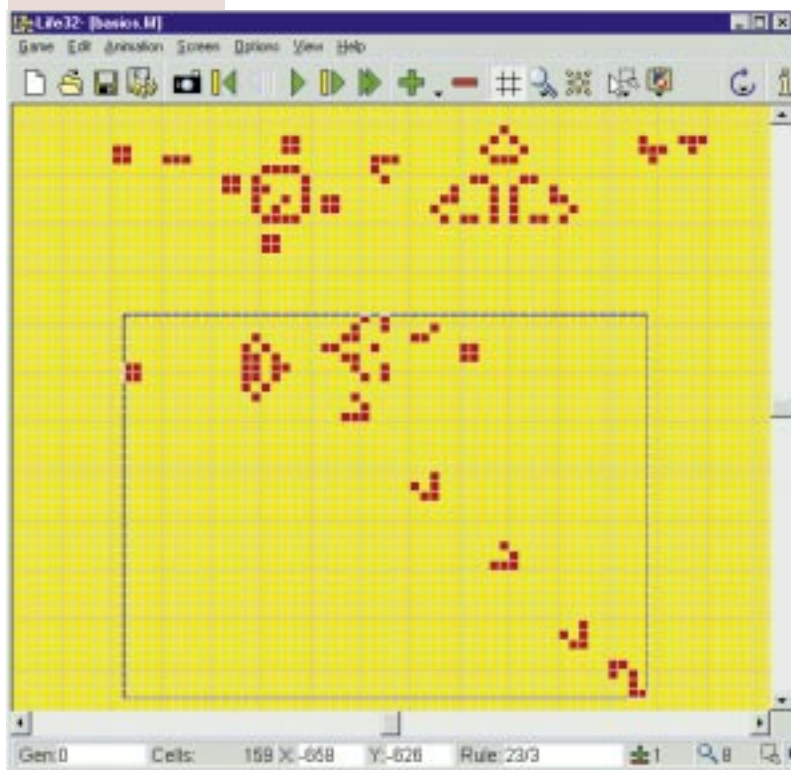 Life32- [basics.lif]
Game Edit Animation Screen Options View Help
Gen:0 Cells: 159 X:-658 Y:-626 Rule: 23/3 1 8